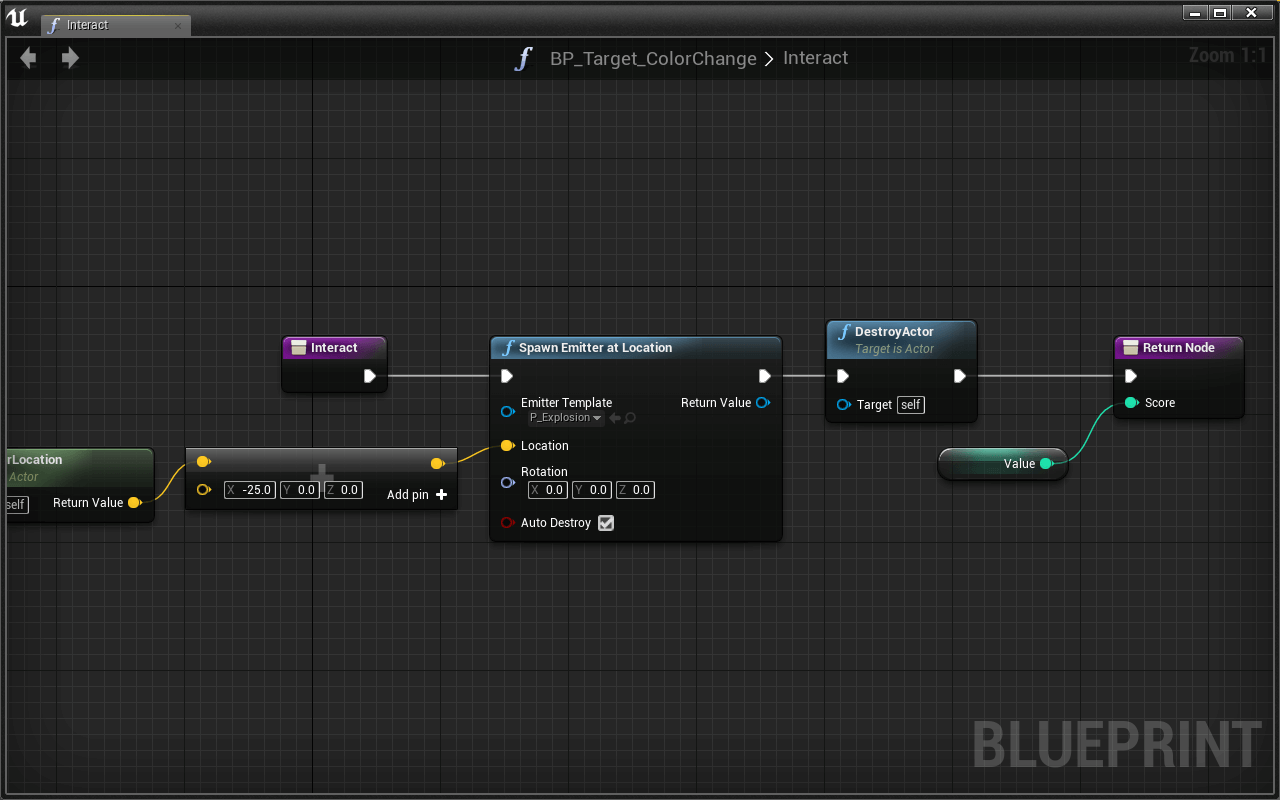 Interact
BP_Target_ColorChange > Interact
Zoom 1:1
Interact
Spawn Emitter at Location
Emitter Template
P_Explosion
Return Value
Location
Rotation
X 0.0 Y 0.0 Z 0.0
Auto Destroy
DestroyActor
Target is Actor
Target self
Return Node
Score
Value
rLocation
Actor
self Return Value
X -25.0 Y 0.0 Z 0.0
Add pin
BLUEPRINT